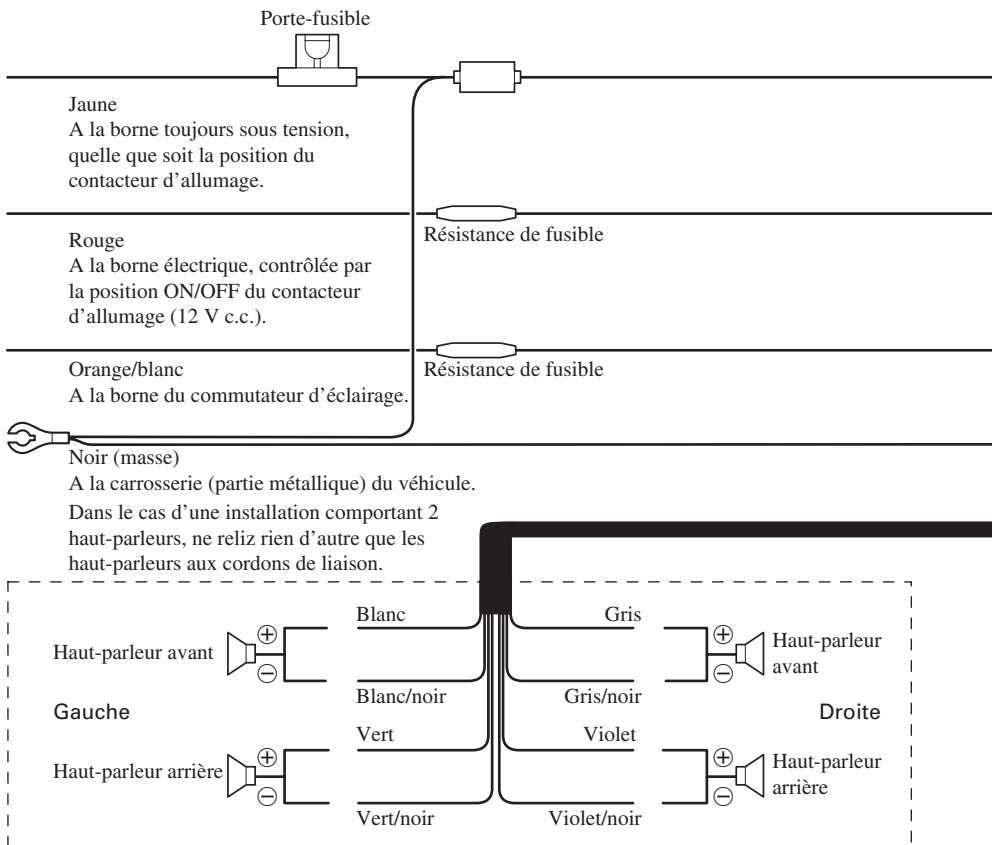 Porte-fusible
Jaune
A la borne toujours sous tension,
quelle que soit la position du
contacteur d'allumage.
Résistance de fusible
Rouge
A la borne électrique, contrôlée par
la position ON/OFF du contacteur
d'allumage (12 V c.c.).
Résistance de fusible
Orange/blanc
A la borne du commutateur d'éclairage.
Noir (masse)
A la carrosserie (partie métallique) du véhicule.
Dans le cas d'une installation comportant 2
haut-parleurs, ne reliz rien d'autre que les
haut-parleurs aux cordons de liaison.
Blanc
Gris
⊕
⊕
Haut-parleur avant
Haut-parleur
avant
⊖
⊖
Blanc/noir
Gris/noir
Gauche
Droite
Vert
Violet
⊕
⊕
Haut-parleur arrière
Haut-parleur
arrière
⊖
⊖
Vert/noir
Violet/noir